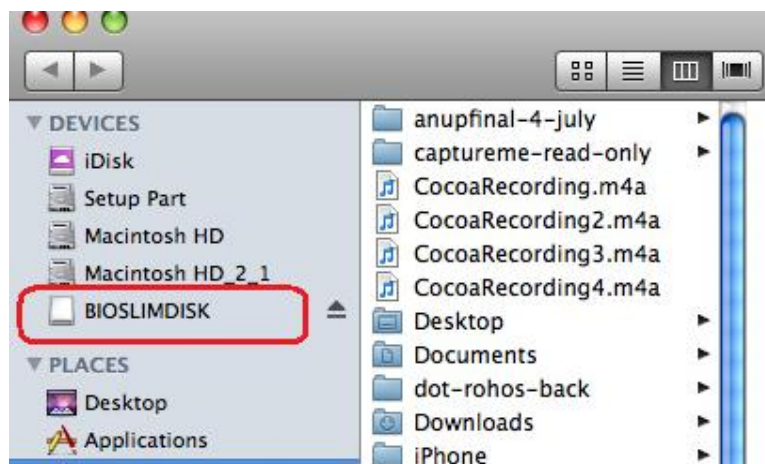 DEVICES
iDisk
Setup Part
Macintosh HD
Macintosh HD_2_1
BIOSLIMDISK
PLACES
Desktop
Applications
anupfinal-4-july
captureme-read-only
CocoaRecording.m4a
CocoaRecording2.m4a
CocoaRecording3.m4a
CocoaRecording4.m4a
Desktop
Documents
dot-rohos-back
Downloads
iPhone